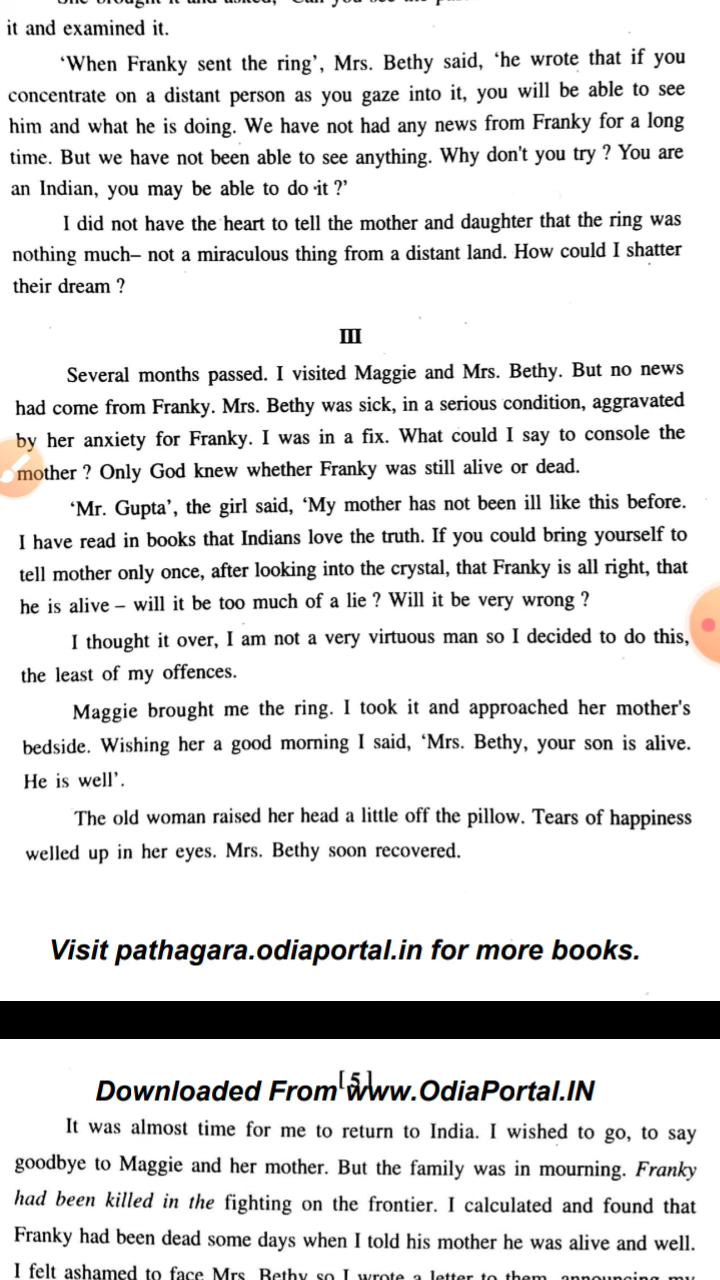 it and examined it.
‘When Franky sent the ring’, Mrs. Bethy said, ‘he wrote that if you
concentrate on a distant person as you gaze into it, you will be able to see
him and what he is doing. We have not had any news from Franky for a long
time. But we have not been able to see anything. Why don't you try ? You are
an Indian, you may be able to do it ?’
I did not have the heart to tell the mother and daughter that the ring was
nothing much– not a miraculous thing from a distant land. How could I shatter
their dream ?
III
Several months passed. I visited Maggie and Mrs. Bethy. But no news
had come from Franky. Mrs. Bethy was sick, in a serious condition, aggravated
by her anxiety for Franky. I was in a fix. What could I say to console the
mother ? Only God knew whether Franky was still alive or dead.
‘Mr. Gupta’, the girl said, ‘My mother has not been ill like this before.
I have read in books that Indians love the truth. If you could bring yourself to
tell mother only once, after looking into the crystal, that Franky is all right, that
he is alive – will it be too much of a lie ? Will it be very wrong ?
I thought it over, I am not a very virtuous man so I decided to do this,
the least of my offences.
Maggie brought me the ring. I took it and approached her mother's
bedside. Wishing her a good morning I said, ‘Mrs. Bethy, your son is alive.
He is well’.
The old woman raised her head a little off the pillow. Tears of happiness
welled up in her eyes. Mrs. Bethy soon recovered.
Visit pathagara.odiaportal.in for more books.
[5]
Downloaded From www.OdiaPortal.IN
It was almost time for me to return to India. I wished to go, to say
goodbye to Maggie and her mother. But the family was in mourning. Franky
had been killed in the fighting on the frontier. I calculated and found that
Franky had been dead some days when I told his mother he was alive and well.
I felt ashamed to face Mrs. Bethy so I wrote a letter to them, announcing my